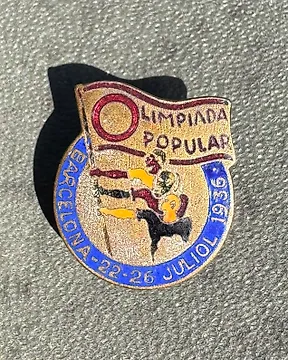 OLIMPIADA
POPULAR
BARCELONA-22-26 JULIOL 1936